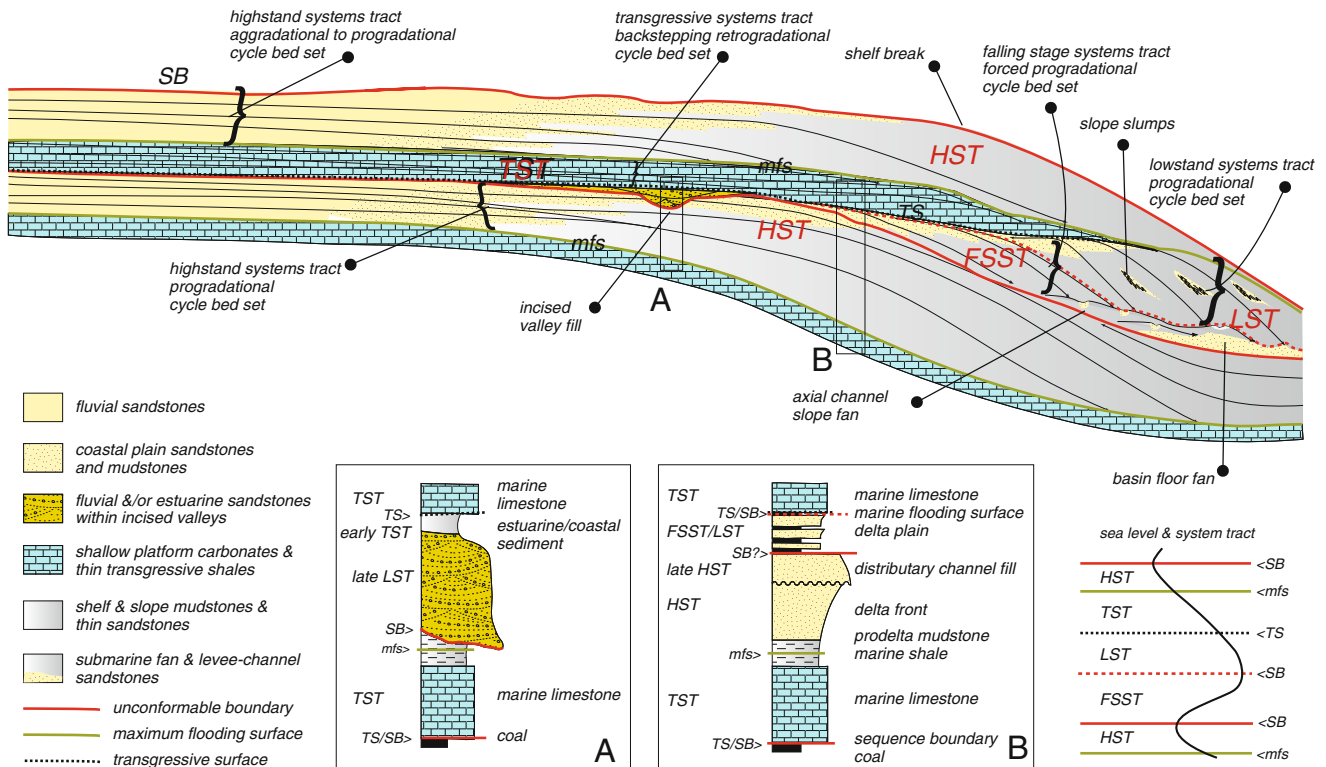 highstand systems tract
aggradational to progradational
cycle bed set
transgressive systems tract
backstepping retrogradational
cycle bed set
shelf break
falling stage systems tract
forced progradational
cycle bed set
slope slumps
lowstand systems tract
progradational
cycle bed set
SB
HST
mfs
TST
TS
HST
FSST
LST
mfs
highstand systems tract
progradational
cycle bed set
incised
valley fill
A
B
axial channel
slope fan
basin floor fan
fluvial sandstones
coastal plain sandstones
and mudstones
fluvial &/or estuarine sandstones
within incised valleys
shallow platform carbonates &
thin transgressive shales
shelf & slope mudstones &
thin sandstones
submarine fan & levee-channel
sandstones
unconformable boundary
maximum flooding surface
transgressive surface
TST
marine
limestone
TS>
early TST
estuarine/coastal
sediment
late LST
SB>
mfs>
TST
marine limestone
TS/SB>
coal
A
TST
marine limestone
TS/SB>
marine flooding surface
FSST/LST
delta plain
SB?>
late HST
distributary channel fill
HST
delta front
prodelta mudstone
mfs>
marine shale
TST
marine limestone
TS/SB>
sequence boundary
coal
B
sea level & system tract
<SB
HST
<mfs
TST
<TS
LST
<SB
FSST
<SB
HST
<mfs